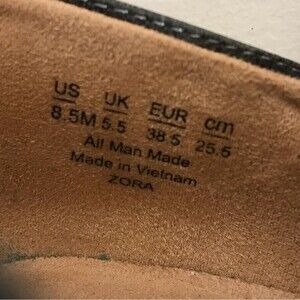 US UK EUR cm
8.5M 5.5 38.5 25.5
All Man Made
Made in Vietnam
ZORA